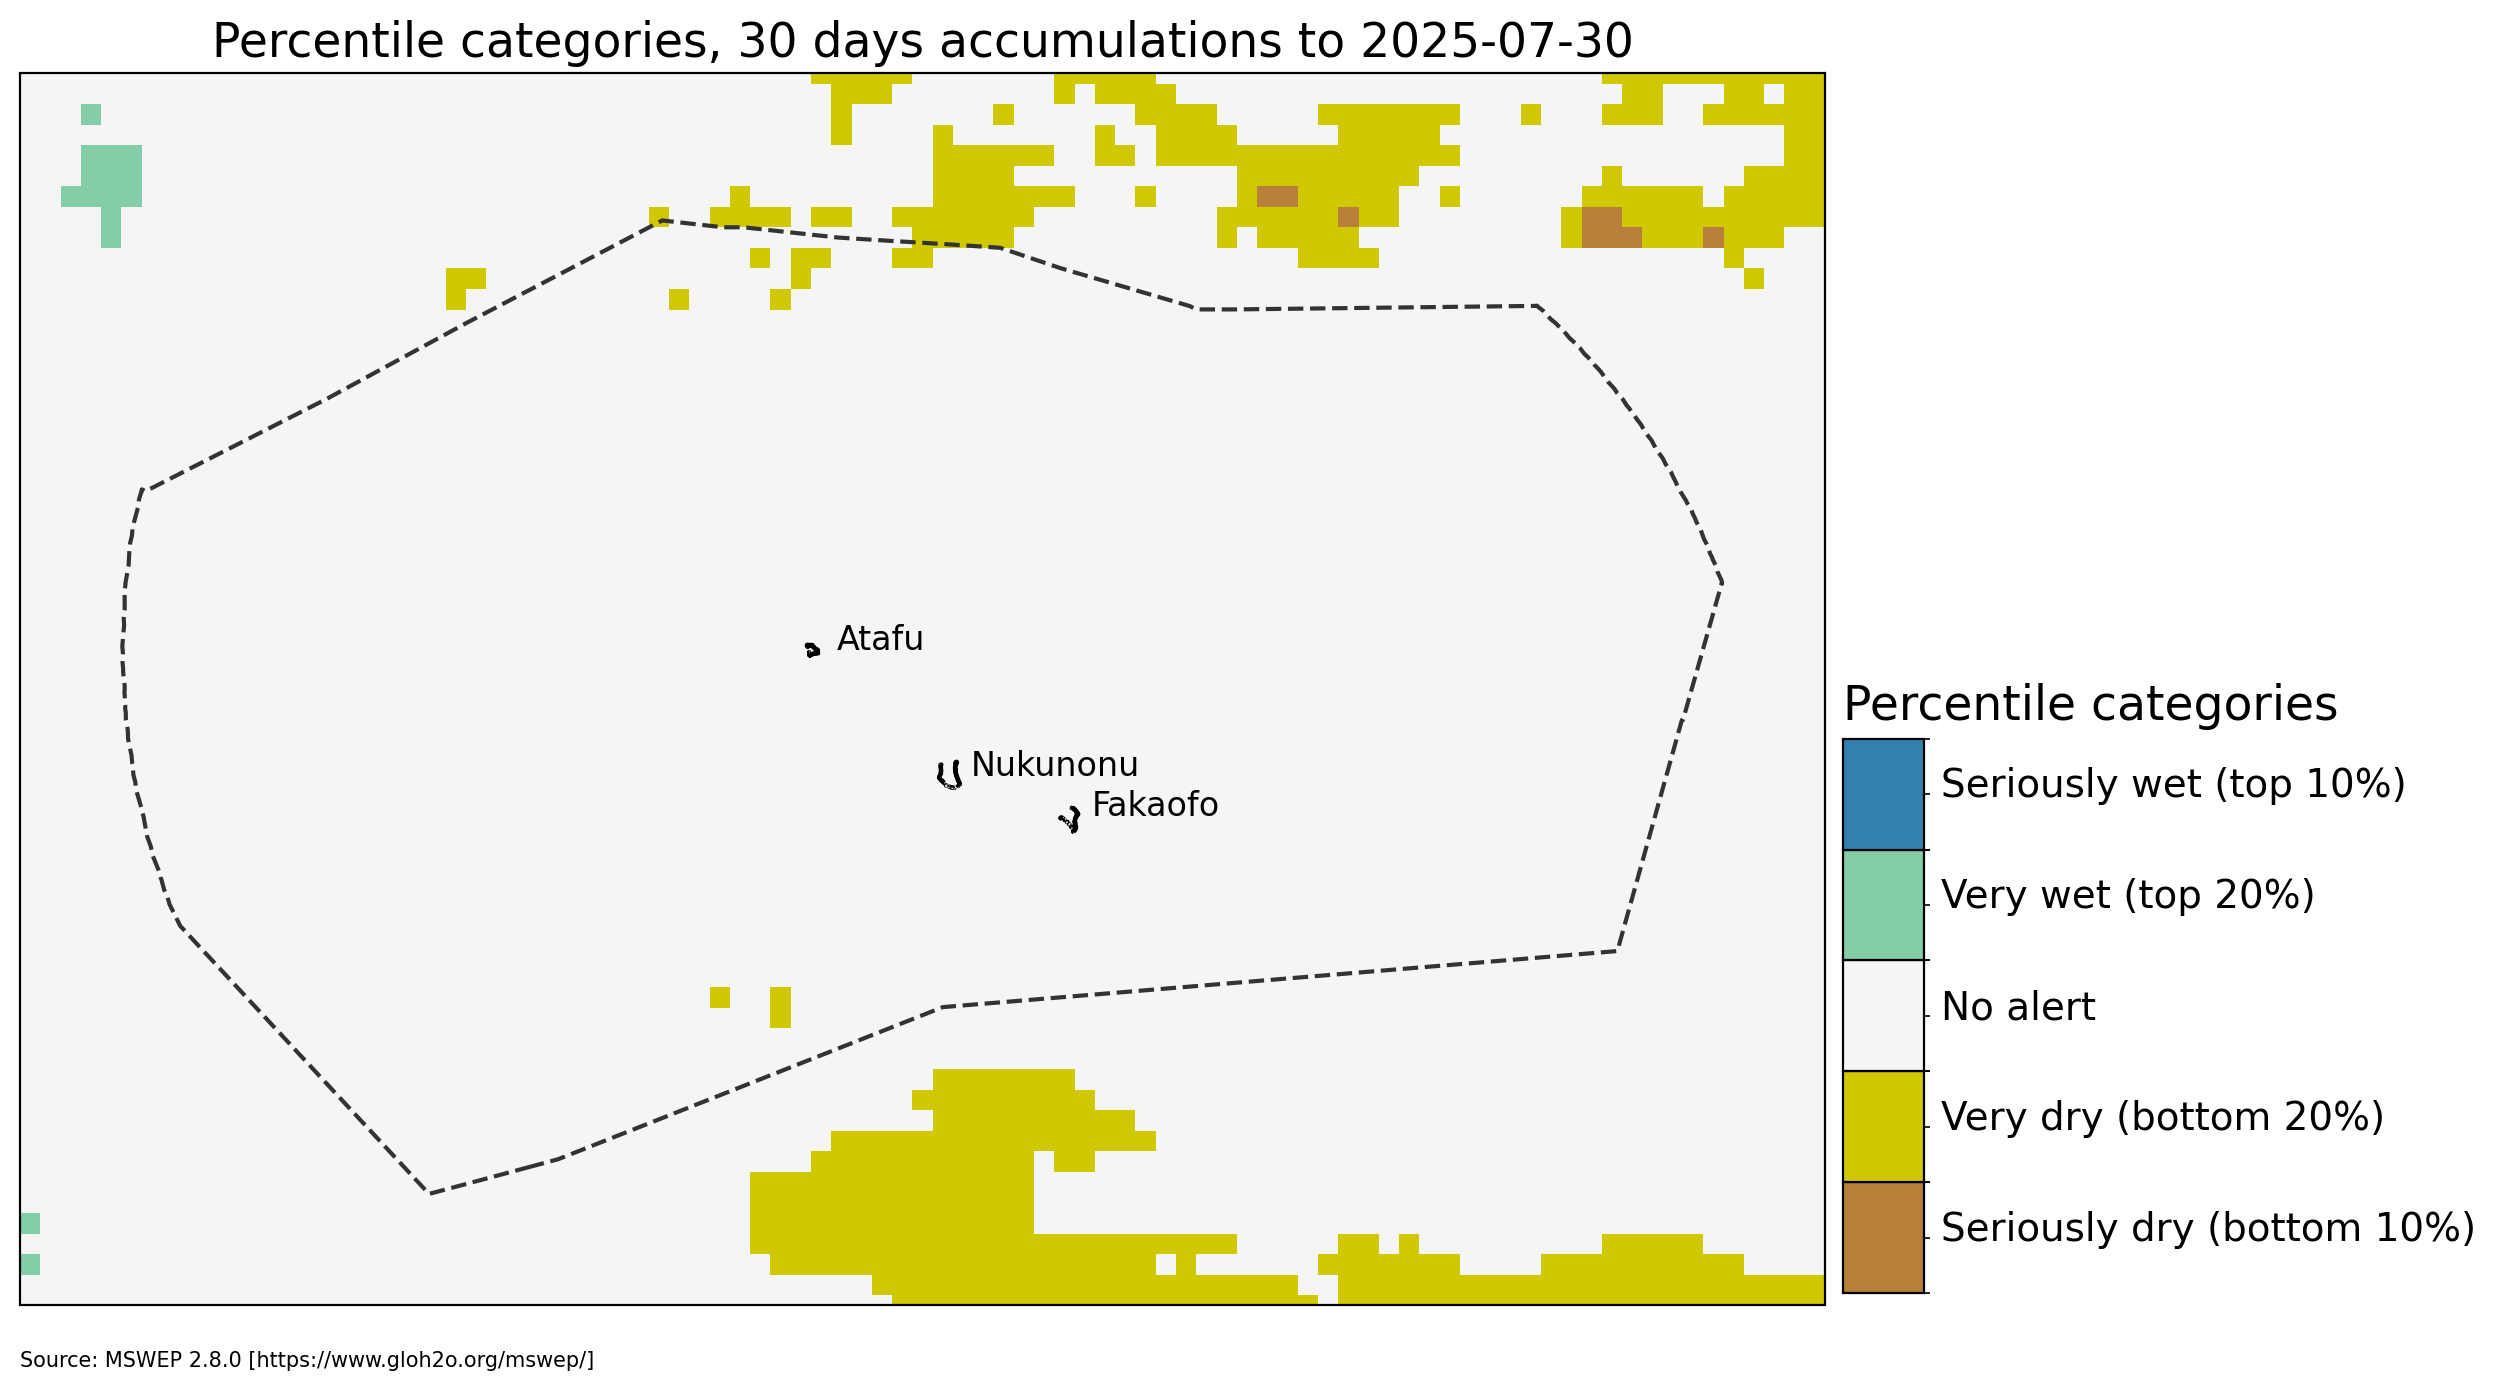 Percentile categories, 30 days accumulations to 2025-07-30
Atafu
Nukunonu
Fakaofo
Percentile categories
Seriously wet (top 10%)
Very wet (top 20%)
No alert
Very dry (bottom 20%)
Seriously dry (bottom 10%)
Source: MSWEP 2.8.0 [https://www.gloh2o.org/mswep/]